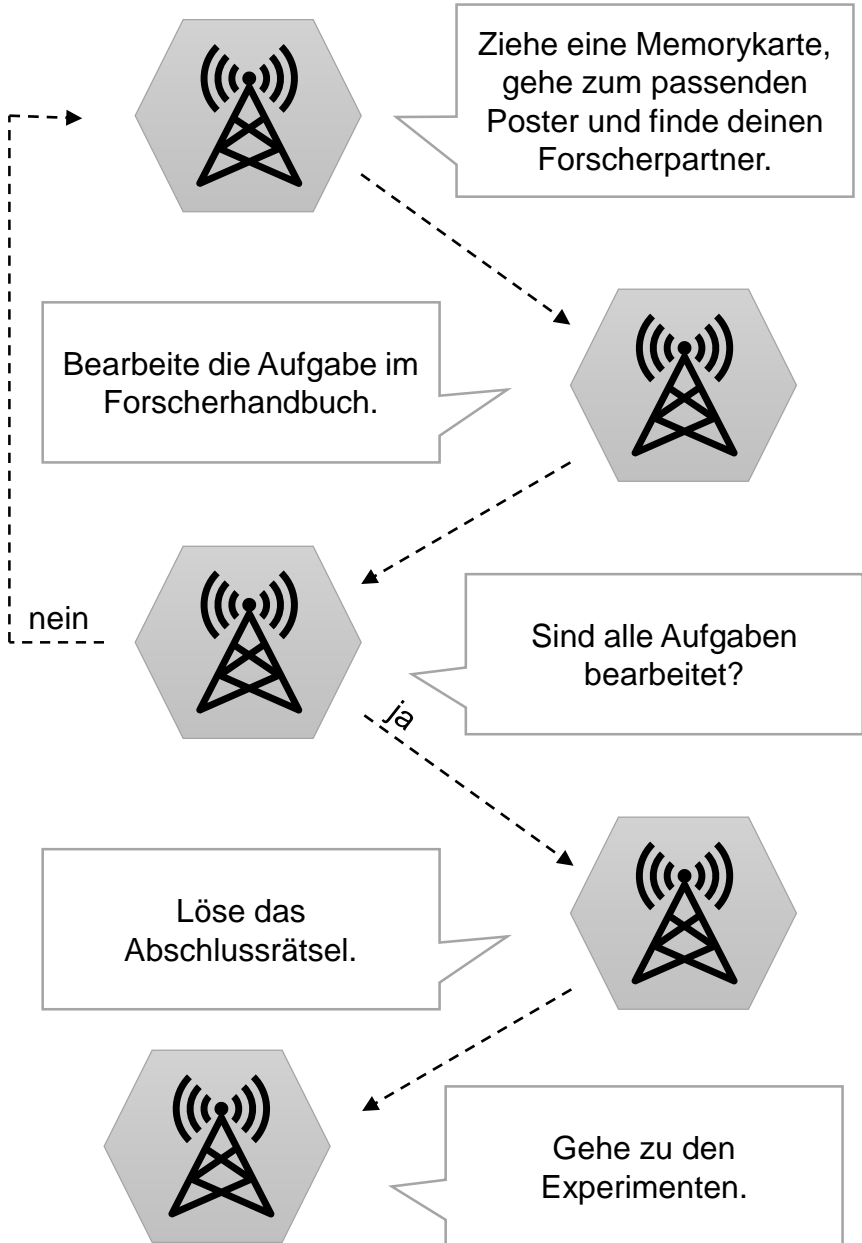 Ziehe eine Memorykarte,
gehe zum passenden
Poster und finde deinen
Forscherpartner.
Bearbeite die Aufgabe im
Forscherhandbuch.
nein
Sind alle Aufgaben
bearbeitet?
ja
Löse das
Abschlussrätsel.
Gehe zu den
Experimenten.